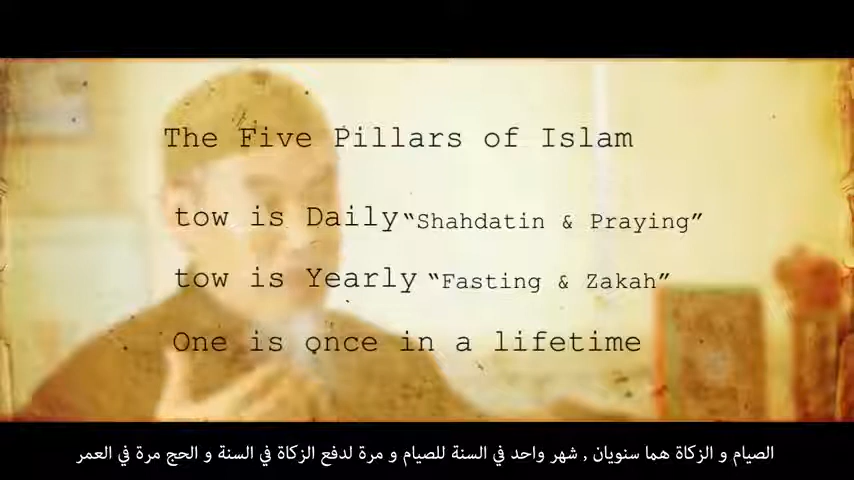 The Five Pillars of Islam
tow is Daily “Shahdatin & Praying”
tow is Yearly “Fasting & Zakah”
One is once in a lifetime
الصيام و الزكاة هما سنويان , شهر واحد في السنة للصيام و مرة لدفع الزكاة في السنة و الحج مرة في العمر